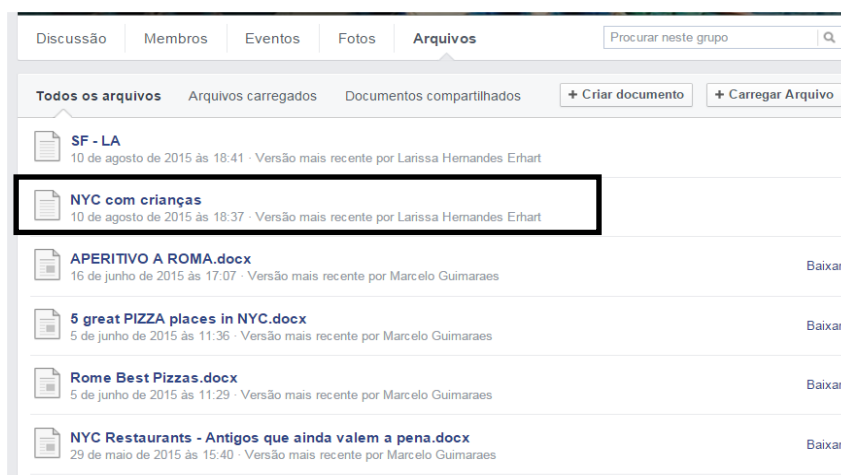 Discussão Membros Eventos Fotos Arquivos Procurar neste grupo
Todos os arquivos Arquivos carregados Documentos compartilhados + Criar documento + Carregar Arquivo
SF - LA
10 de agosto de 2015 às 18:41 · Versão mais recente por Larissa Hernandes Erhart
NYC com crianças
10 de agosto de 2015 às 18:37 · Versão mais recente por Larissa Hernandes Erhart
APERITIVO A ROMA.docx
16 de junho de 2015 às 17:07 · Versão mais recente por Marcelo Guimaraes
Baixar
5 great PIZZA places in NYC.docx
5 de junho de 2015 às 11:36 · Versão mais recente por Marcelo Guimaraes
Baixar
Rome Best Pizzas.docx
5 de junho de 2015 às 11:29 · Versão mais recente por Marcelo Guimaraes
Baixar
NYC Restaurants - Antigos que ainda valem a pena.docx
29 de maio de 2015 às 15:40 · Versão mais recente por Marcelo Guimaraes
Baixar